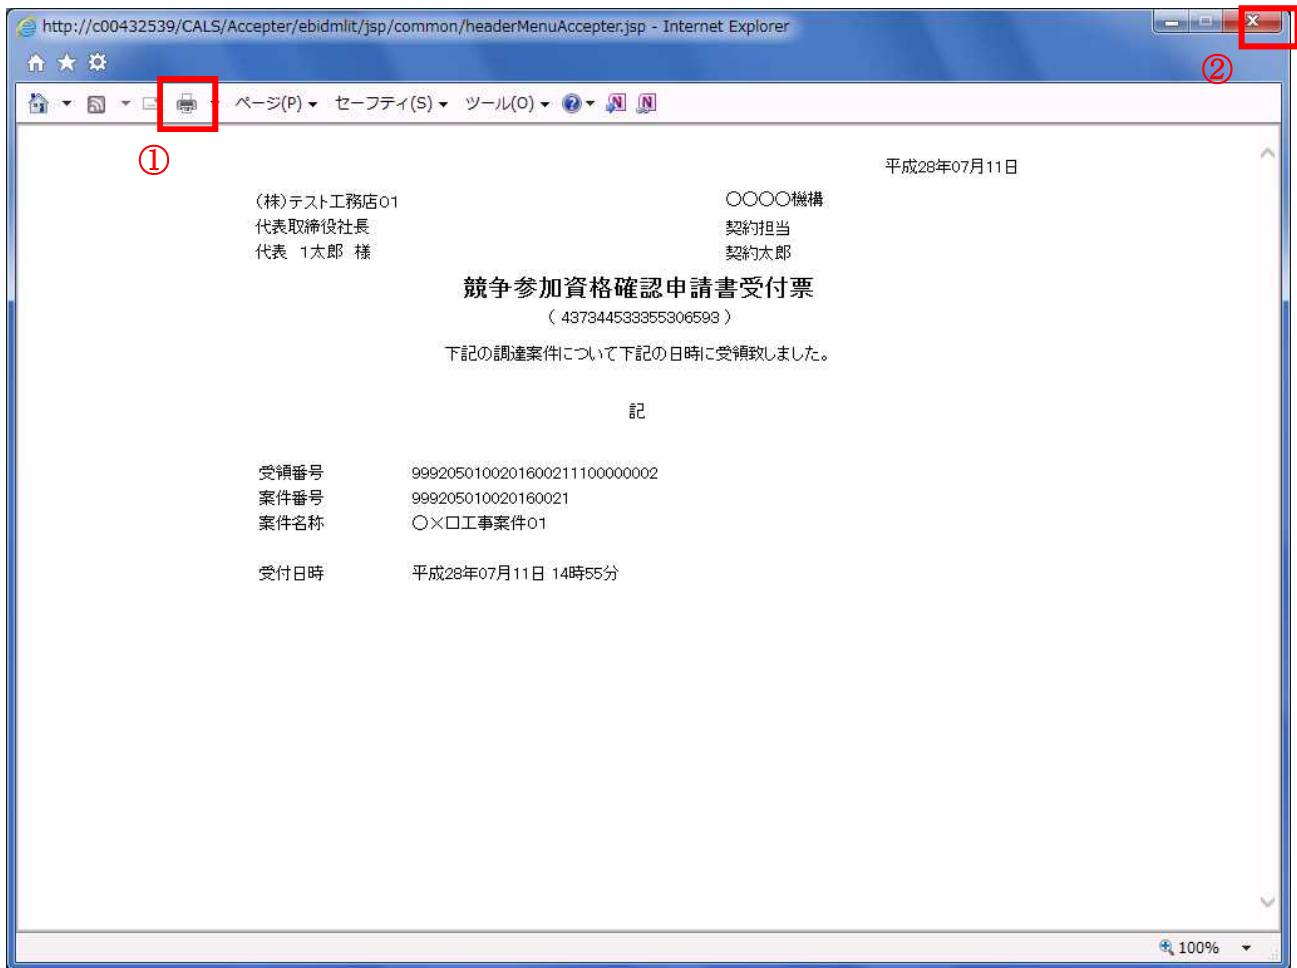 http://c00432539/CALS/Accepter/ebidmlit/jsp/common/headerMenuAccepter.jsp - Internet Explorer
②
ページ(P) セーフティ(S) ツール(O)
①
平成28年07月11日
(株)テスト工務店01 〇〇〇〇機構
代表取締役社長 契約担当
代表 1太郎 様 契約太郎
競争参加資格確認申請書受付票
( 437344533355306593 )
下記の調達案件について下記の日時に受領致しました。
記
受領番号 99920501002016002111100000002
案件番号 999205010020160021
案件名称 〇×口工事案件01
受付日時 平成28年07月11日 14時55分
100%